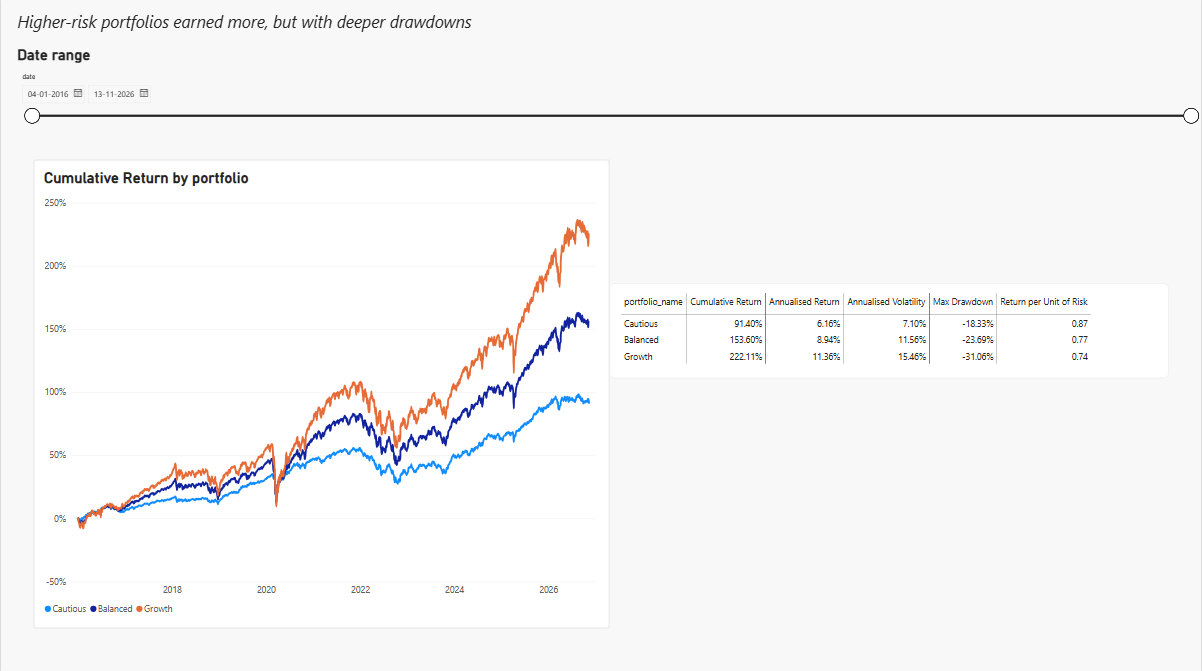 Higher-risk portfolios earned more, but with deeper drawdowns
Date range
date
04-01-2016 13-11-2026
Cumulative Return by portfolio
250%
200%
150%
100%
50%
0%
-50%
2018 2020 2022 2024 2026
Cautious Balanced Growth
portfolio_name Cumulative Return Annualised Return Annualised Volatility Max Drawdown Return per Unit of Risk
Cautious 91.40% 6.16% 7.10% -18.33% 0.87
Balanced 153.60% 8.94% 11.56% -23.69% 0.77
Growth 222.11% 11.36% 15.46% -31.06% 0.74